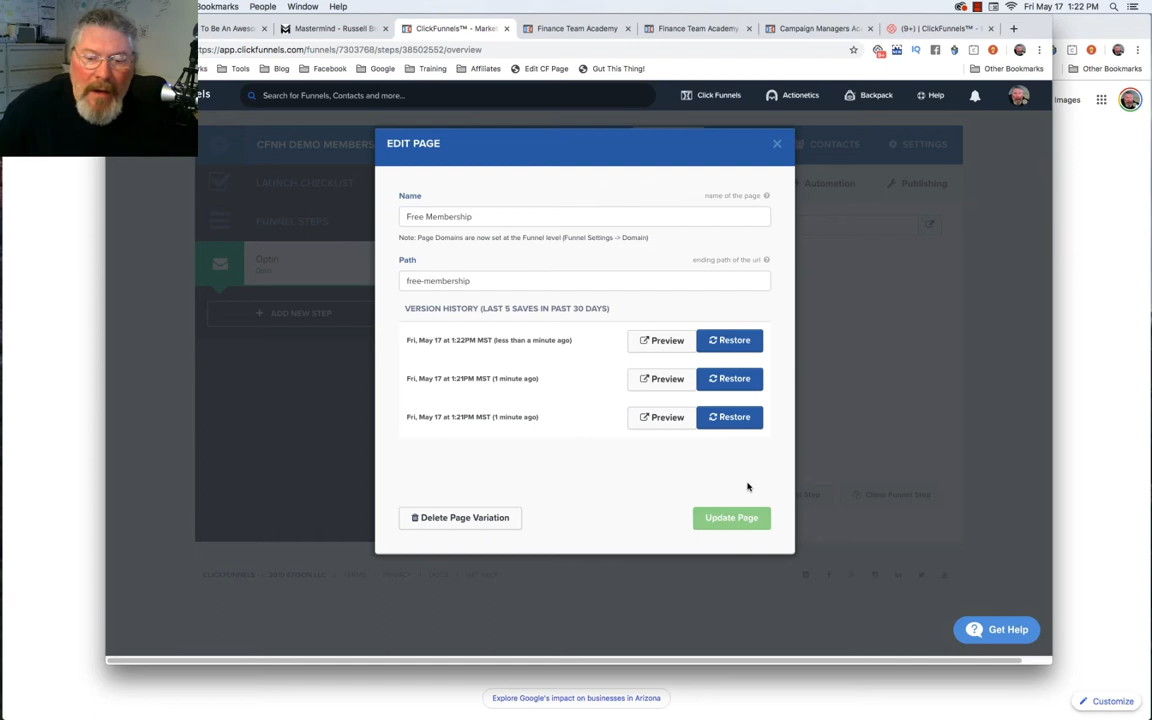 Bookmarks People Window Help Fri May 17 1:22 PM
To Be An Aweso Mastermind – Russell B ClickFunnels™ - Market Finance Team Academy Finance Team Academy Campaign Managers Ac (9+) | ClickFunnels™ -
https://app.clickfunnels.com/funnels/7303768/steps/38502552/overview
Tools Blog Facebook Google Training Affiliates Edit CF Page Gut This Thing! Other Bookmarks Other Bookmarks
nels Search for Funnels, Contacts and more... Click Funnels Actionetics Backpack Help Images
EDIT PAGE
CFNH DEMO MEMBERS CONTACTS SETTINGS
LAUNCH CHECKLIST Automation Publishing
Name name of the page
Free Membership
FUNNEL STEPS
Note: Page Domains are now set at the Funnel level (Funnel Settings -> Domain)
Optin
Path ending path of the url
free-membership
VERSION HISTORY (LAST 5 SAVES IN PAST 30 DAYS)
ADD NEW STEP
Fri, May 17 at 1:22PM MST (less than a minute ago) Preview Restore
Fri, May 17 at 1:21PM MST (1 minute ago) Preview Restore
Fri, May 17 at 1:21PM MST (1 minute ago) Preview Restore
Step Clone Funnel Step
Delete Page Variation Update Page
Get Help
Explore Google's impact on businesses in Arizona
Customize